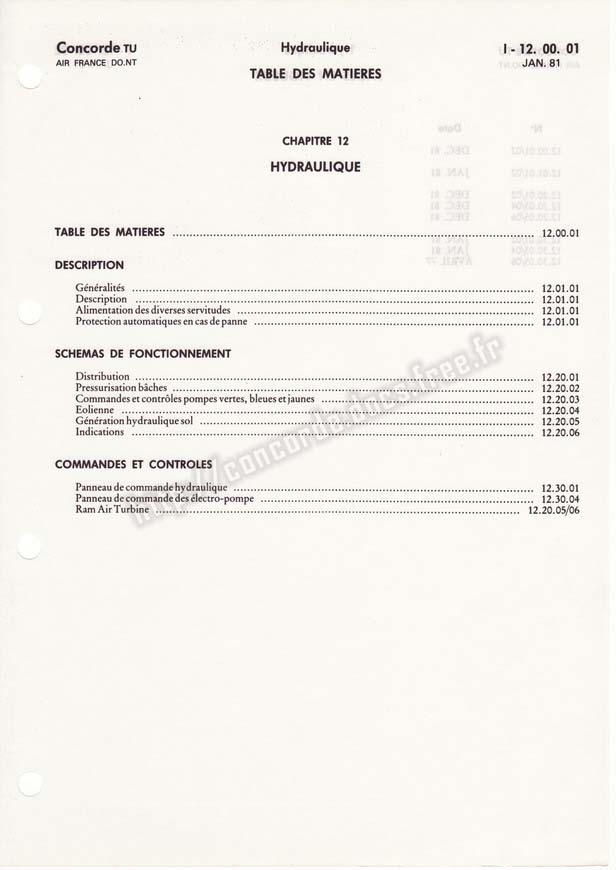 Concorde TU
AIR FRANCE DO.NT
Hydraulique
TABLE DES MATIERES
I - 12. 00. 01
JAN. 81
CHAPITRE 12
HYDRAULIQUE
TABLE DES MATIERES ........ 12.00.01
DESCRIPTION
Généralités ........ 12.01.01
Description ........ 12.01.01
Alimentation des diverses servitudes ........ 12.01.01
Protection automatiques en cas de panne ........ 12.01.01
SCHEMAS DE FONCTIONNEMENT
Distribution ........ 12.20.01
Pressurisation bâches ........ 12.20.02
Commandes et contrôles pompes vertes, bleues et jaunes ........ 12.20.03
Eolienne ........ 12.20.04
Génération hydraulique sol ........ 12.20.05
Indications ........ 12.20.06
COMMANDES ET CONTROLES
Panneau de commande hydraulique ........ 12.30.01
Panneau de commande des électro-pompe ........ 12.30.04
Ram Air Turbine ........ 12.20.05/06
http://concorde.docs.free.fr